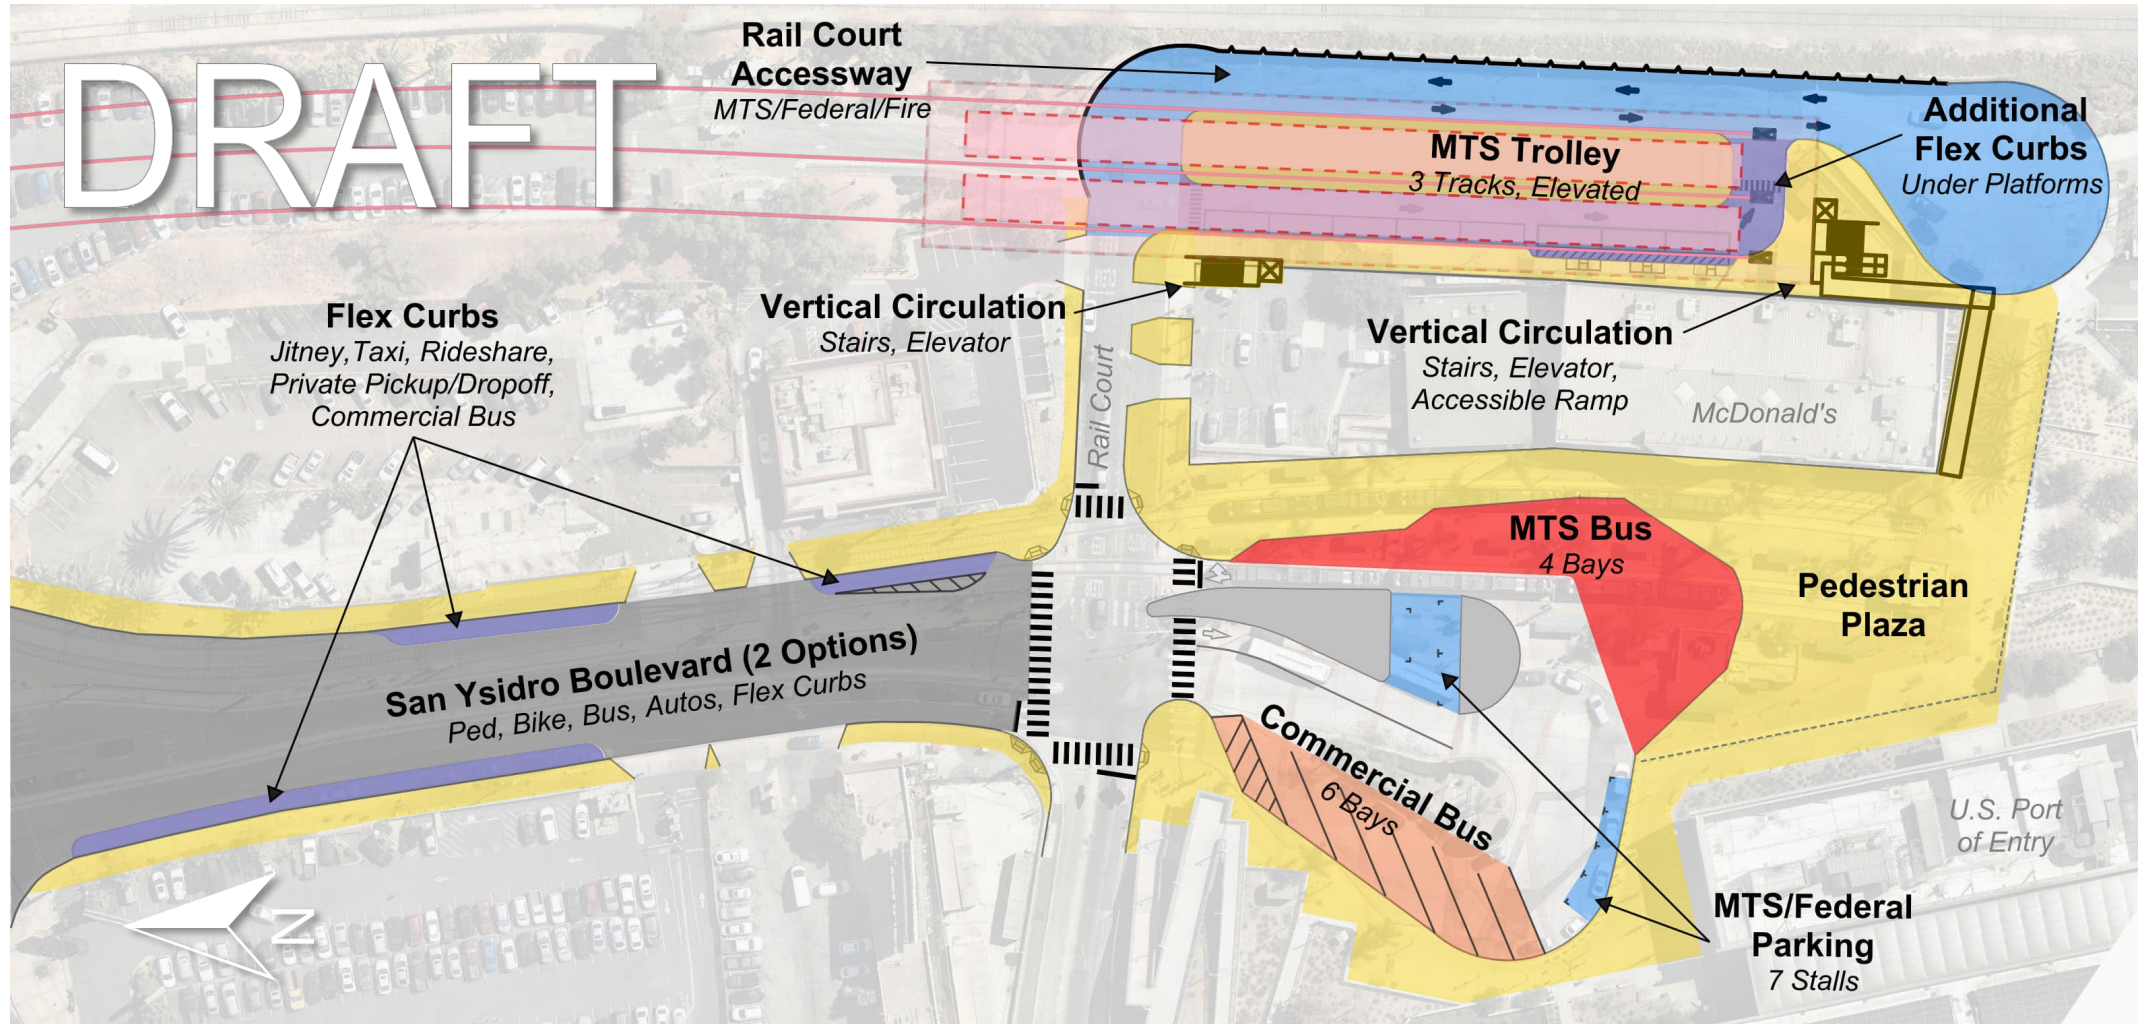 DRAFT
Rail Court
Accessway
MTS/Federal/Fire
MTS Trolley
3 Tracks, Elevated
Additional
Flex Curbs
Under Platforms
Flex Curbs
Jitney,Taxi, Rideshare,
Private Pickup/Dropoff,
Commercial Bus
Vertical Circulation
Stairs, Elevator
Rail Court
Vertical Circulation
Stairs, Elevator,
Accessible Ramp
McDonald's
MTS Bus
4 Bays
Pedestrian
Plaza
San Ysidro Boulevard (2 Options)
Ped, Bike, Bus, Autos, Flex Curbs
Commercial Bus
6 Bays
U.S. Port
of Entry
MTS/Federal
Parking
7 Stalls
N